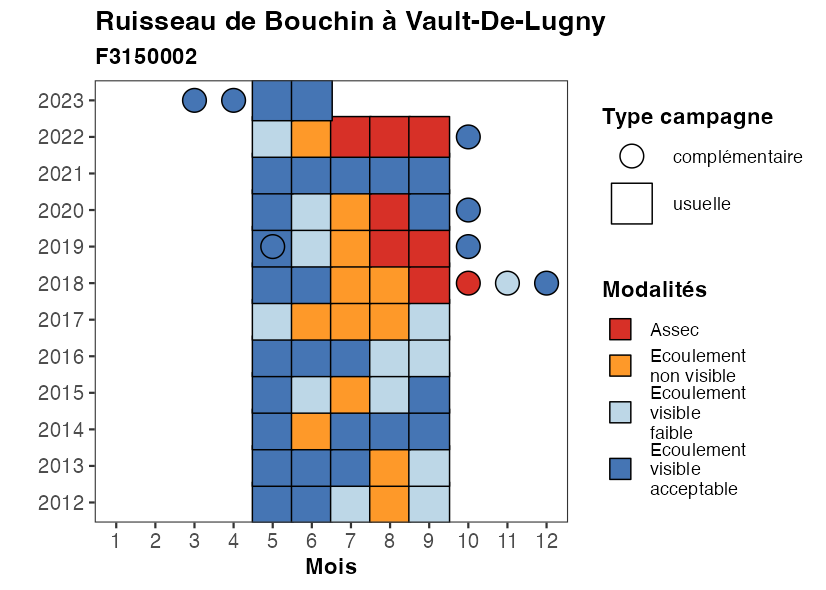 Ruisseau de Bouchin à Vault-De-Lugny
F3150002
2023
2022
2021
2020
2019
2018
2017
2016
2015
2014
2013
2012
1 2 3 4 5 6 7 8 9 10 11 12
Mois
Type campagne
complémentaire
usuelle
Modalités
Assec
Ecoulement
non visible
Ecoulement
visible
faible
Ecoulement
visible
acceptable